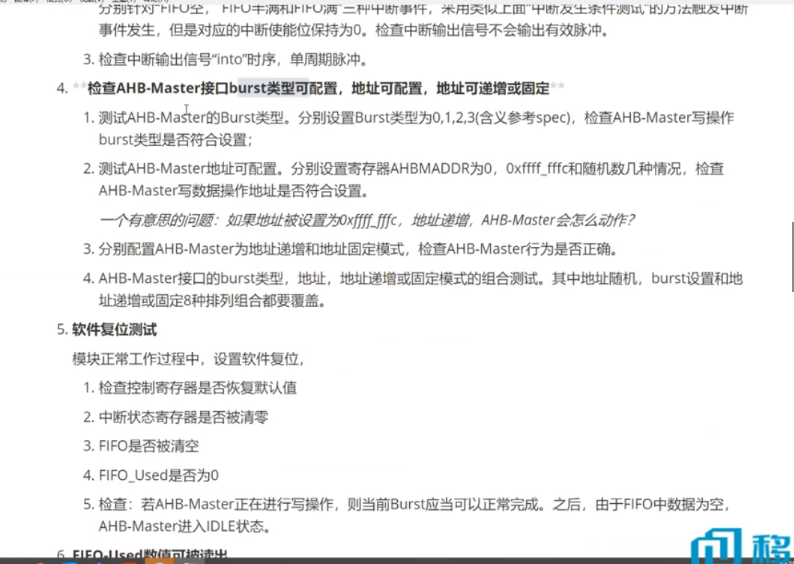 分别针对“FIFO空，“FIFO半满和FIFO满”三种中断事件，采用类似上面“中断发生条件测试”的方法触发中断
事件发生，但是对应的中断使能位保持为0。检查中断输出信号不会输出有效脉冲。
3. 检查中断输出信号“into”时序，单周期脉冲。
4. **检查AHB-Master接口burst类型可配置，地址可配置，地址可递增或固定**
1. 测试AHB-Master的Burst类型。分别设置Burst类型为0,1,2,3(含义参考spec)，检查AHB-Master写操作
burst类型是否符合设置；
2. 测试AHB-Master地址可配置。分别设置寄存器AHBMADDR为0，0xffff_fffc和随机数几种情况，检查
AHB-Master写数据操作地址是否符合设置。
一个有意思的问题：如果地址被设置为0xffff_fffc，地址递增，AHB-Master会怎么动作？
3. 分别配置AHB-Master为地址递增和地址固定模式，检查AHB-Master行为是否正确。
4. AHB-Master接口的burst类型，地址，地址递增或固定模式的组合测试。其中地址随机，burst设置和地
址递增或固定8种排列组合都要覆盖。
5. 软件复位测试
模块正常工作过程中，设置软件复位，
1. 检查控制寄存器是否恢复默认值
2. 中断状态寄存器是否被清零
3. FIFO是否被清空
4. FIFO_Used是否为0
5. 检查：若AHB-Master正在进行写操作，则当前Burst应当可以正常完成。之后，由于FIFO中数据为空，
AHB-Master进入IDLE状态。
6. FIFO-Used数值可被读出
移